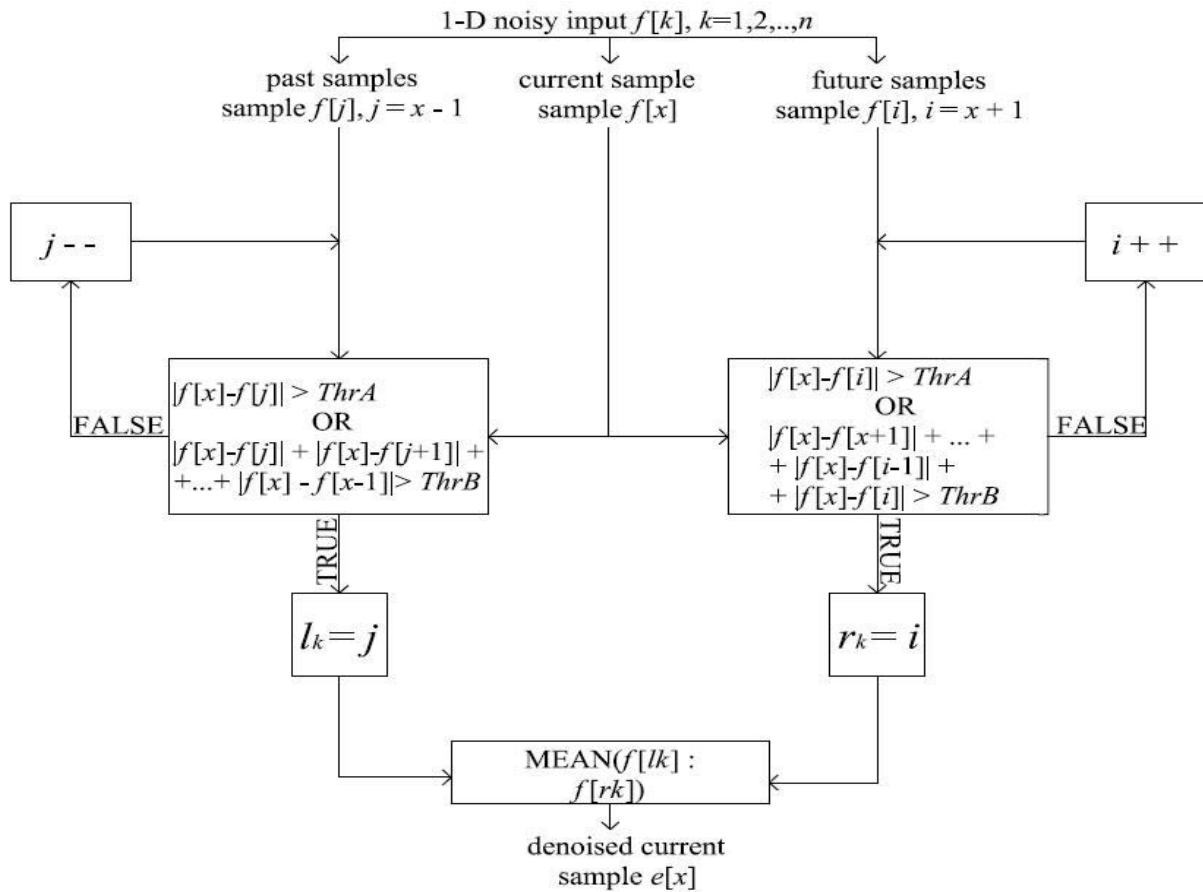 1-D noisy input f[k], k=1,2,..,n
past samples
sample f[j], j = x - 1
current sample
sample f[x]
future samples
sample f[i], i = x + 1
j - -
i + +
|f[x]-f[j]| > ThrA
OR
|f[x]-f[j]| + |f[x]-f[j+1]| +
+...+ |f[x] - f[x-1]|> ThrB
FALSE
|f[x]-f[i]| > ThrA
OR
|f[x]-f[x+1]| + ... +
+ |f[x]-f[i-1]| +
+ |f[x]-f[i]| > ThrB
FALSE
TRUE
TRUE
lk = j
rk = i
MEAN(f[lk] :
f[rk])
denoised current
sample e[x]